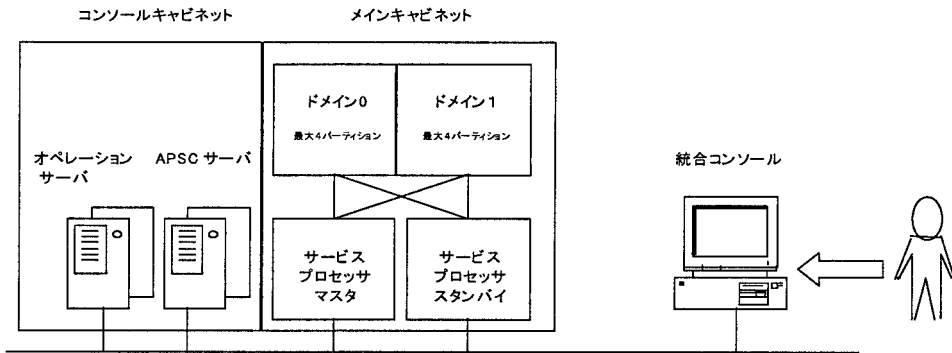 コンソールキャビネット
メインキャビネット
ドメイン0
最大4パーティション
ドメイン1
最大4パーティション
オペレーション
サーバ
APSC サーバ
統合コンソール
サービス
プロセッサ
マスタ
サービス
プロセッサ
スタンバイ